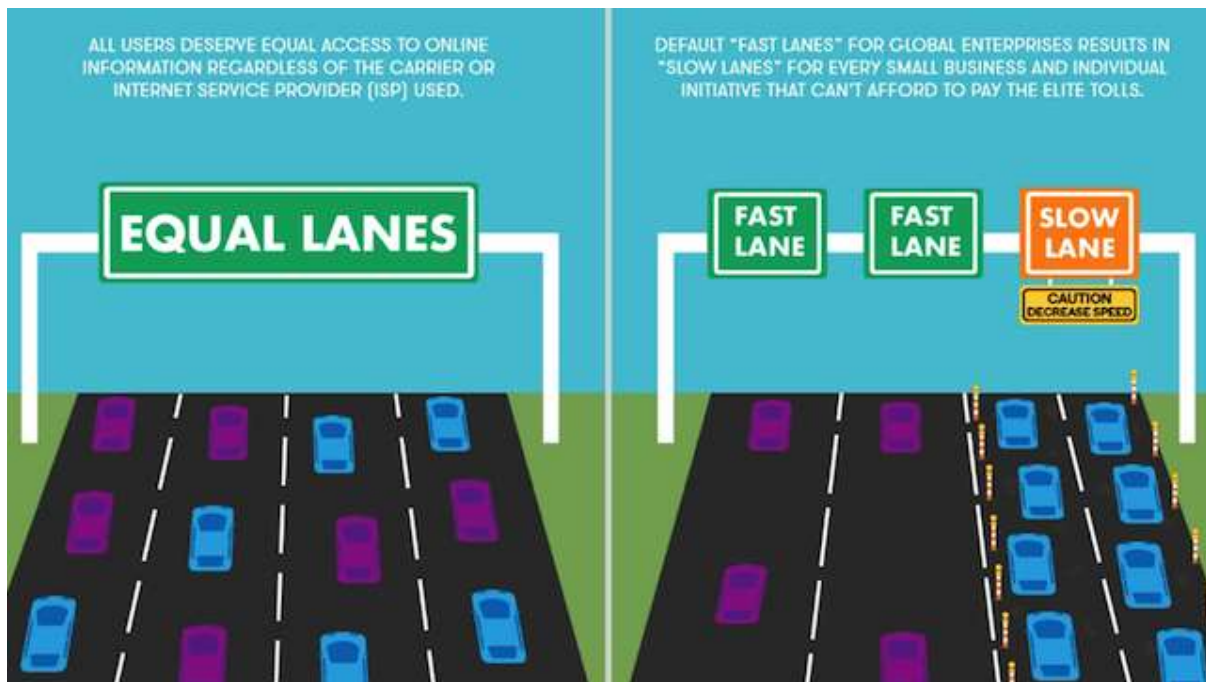 ALL USERS DESERVE EQUAL ACCESS TO ONLINE
INFORMATION REGARDLESS OF THE CARRIER OR
INTERNET SERVICE PROVIDER (ISP) USED.
EQUAL LANES
DEFAULT "FAST LANES" FOR GLOBAL ENTERPRISES RESULTS IN
"SLOW LANES" FOR EVERY SMALL BUSINESS AND INDIVIDUAL
INITIATIVE THAT CAN'T AFFORD TO PAY THE ELITE TOLLS.
FAST
LANE
FAST
LANE
SLOW
LANE
CAUTION
DECREASE SPEED